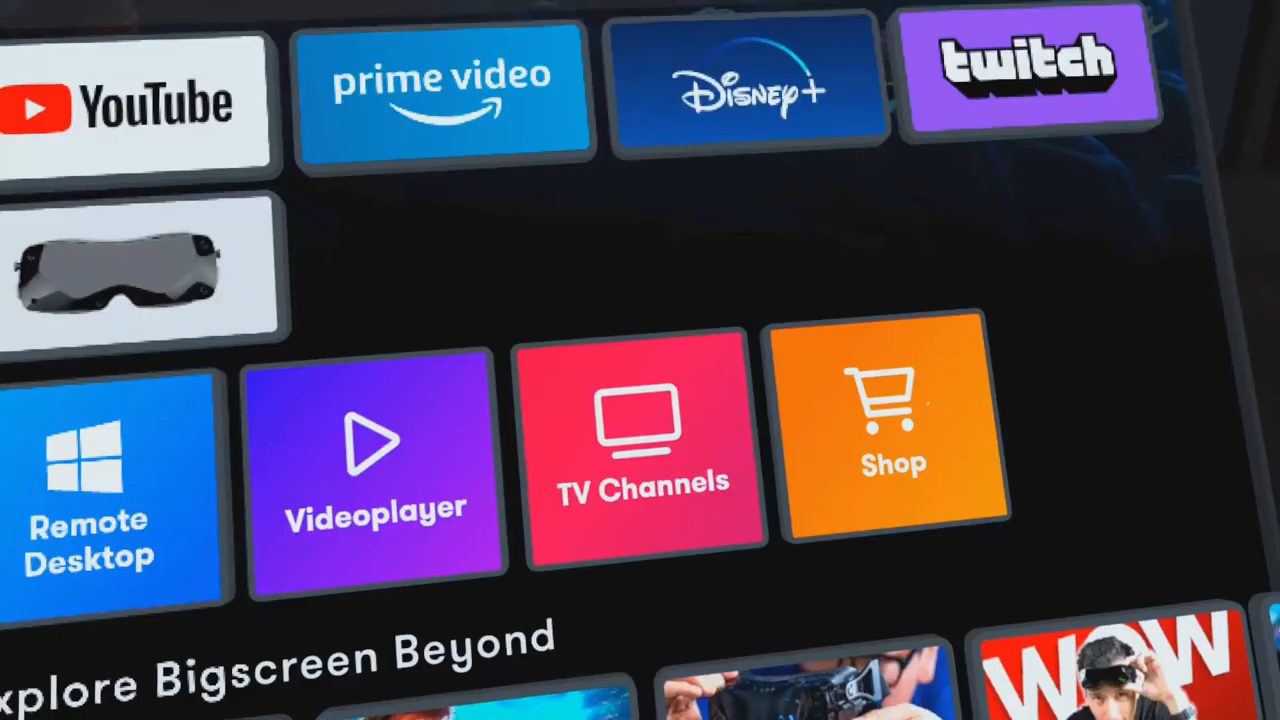 YouTube
prime video
Disney+
twitch
Remote
Desktop
Videoplayer
TV Channels
Shop
xplore Bigscreen Beyond
WOW